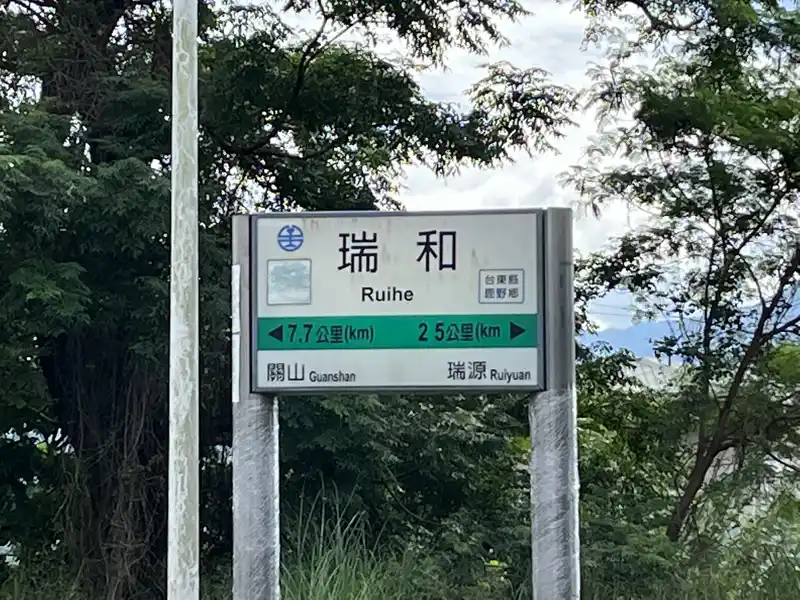 瑞和
Ruihe
台東縣
鹿野鄉
◀7.7公里(km) 2 5公里(km ▶
關山 Guanshan 瑞源 Ruiyuan